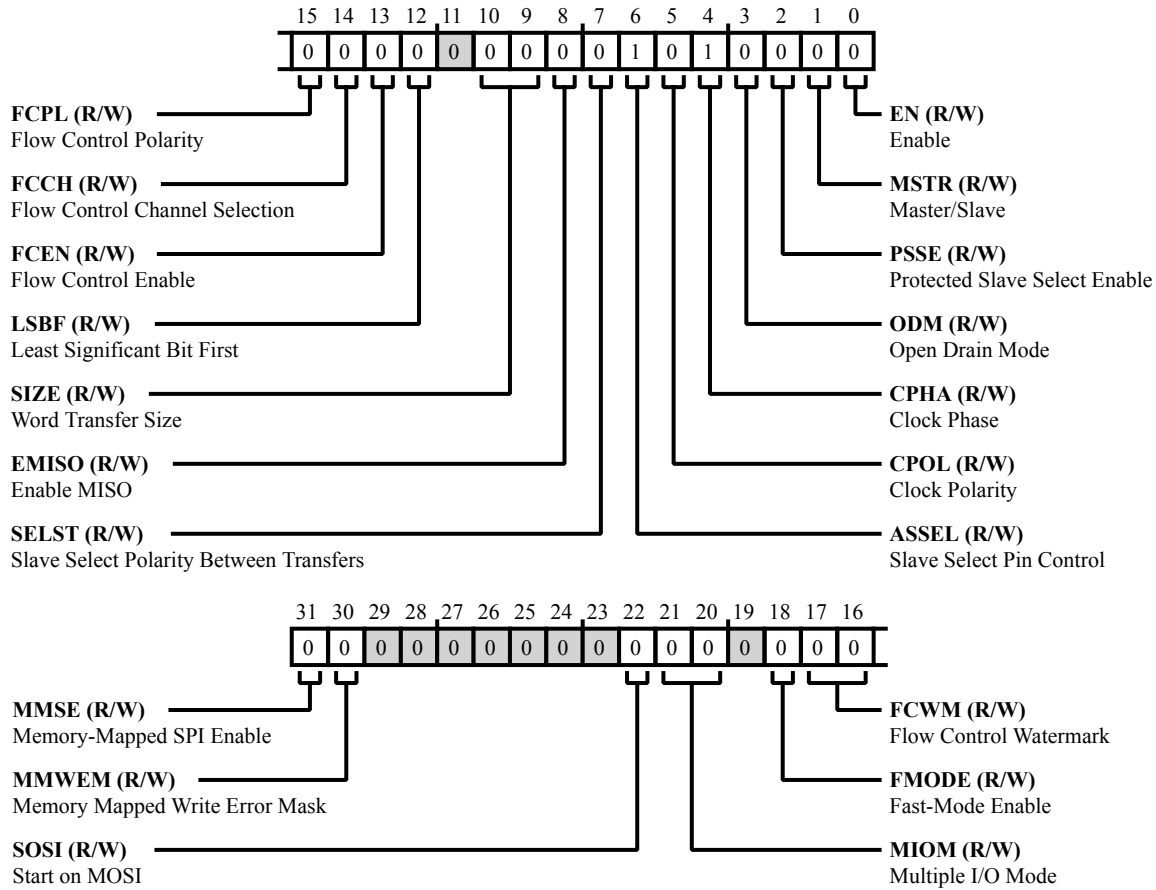 15 14 13 12 11 10 9 8 7 6 5 4 3 2 1 0
0 0 0 0 0 0 0 0 0 1 0 1 0 0 0 0
FCPL (R/W)
Flow Control Polarity
FCCH (R/W)
Flow Control Channel Selection
FCEN (R/W)
Flow Control Enable
LSBF (R/W)
Least Significant Bit First
SIZE (R/W)
Word Transfer Size
EMISO (R/W)
Enable MISO
SELST (R/W)
Slave Select Polarity Between Transfers
EN (R/W)
Enable
MSTR (R/W)
Master/Slave
PSSE (R/W)
Protected Slave Select Enable
ODM (R/W)
Open Drain Mode
CPHA (R/W)
Clock Phase
CPOL (R/W)
Clock Polarity
ASSEL (R/W)
Slave Select Pin Control
31 30 29 28 27 26 25 24 23 22 21 20 19 18 17 16
0 0 0 0 0 0 0 0 0 0 0 0 0 0 0 0
MMSE (R/W)
Memory-Mapped SPI Enable
MMWEM (R/W)
Memory Mapped Write Error Mask
SOSI (R/W)
Start on MOSI
FCWM (R/W)
Flow Control Watermark
FMODE (R/W)
Fast-Mode Enable
MIOM (R/W)
Multiple I/O Mode